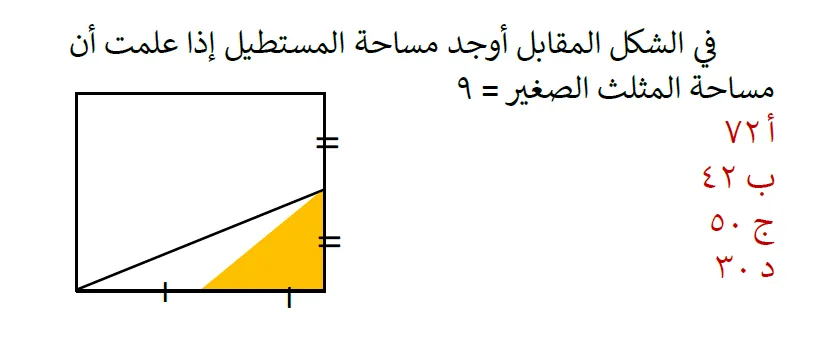 في الشكل المقابل أوجد مساحة المستطيل إذا علمت أن
مساحة المثلث الصغير = ٩
أ ٧٢
ب ٤٢
ج ٥٠
د ٣٠